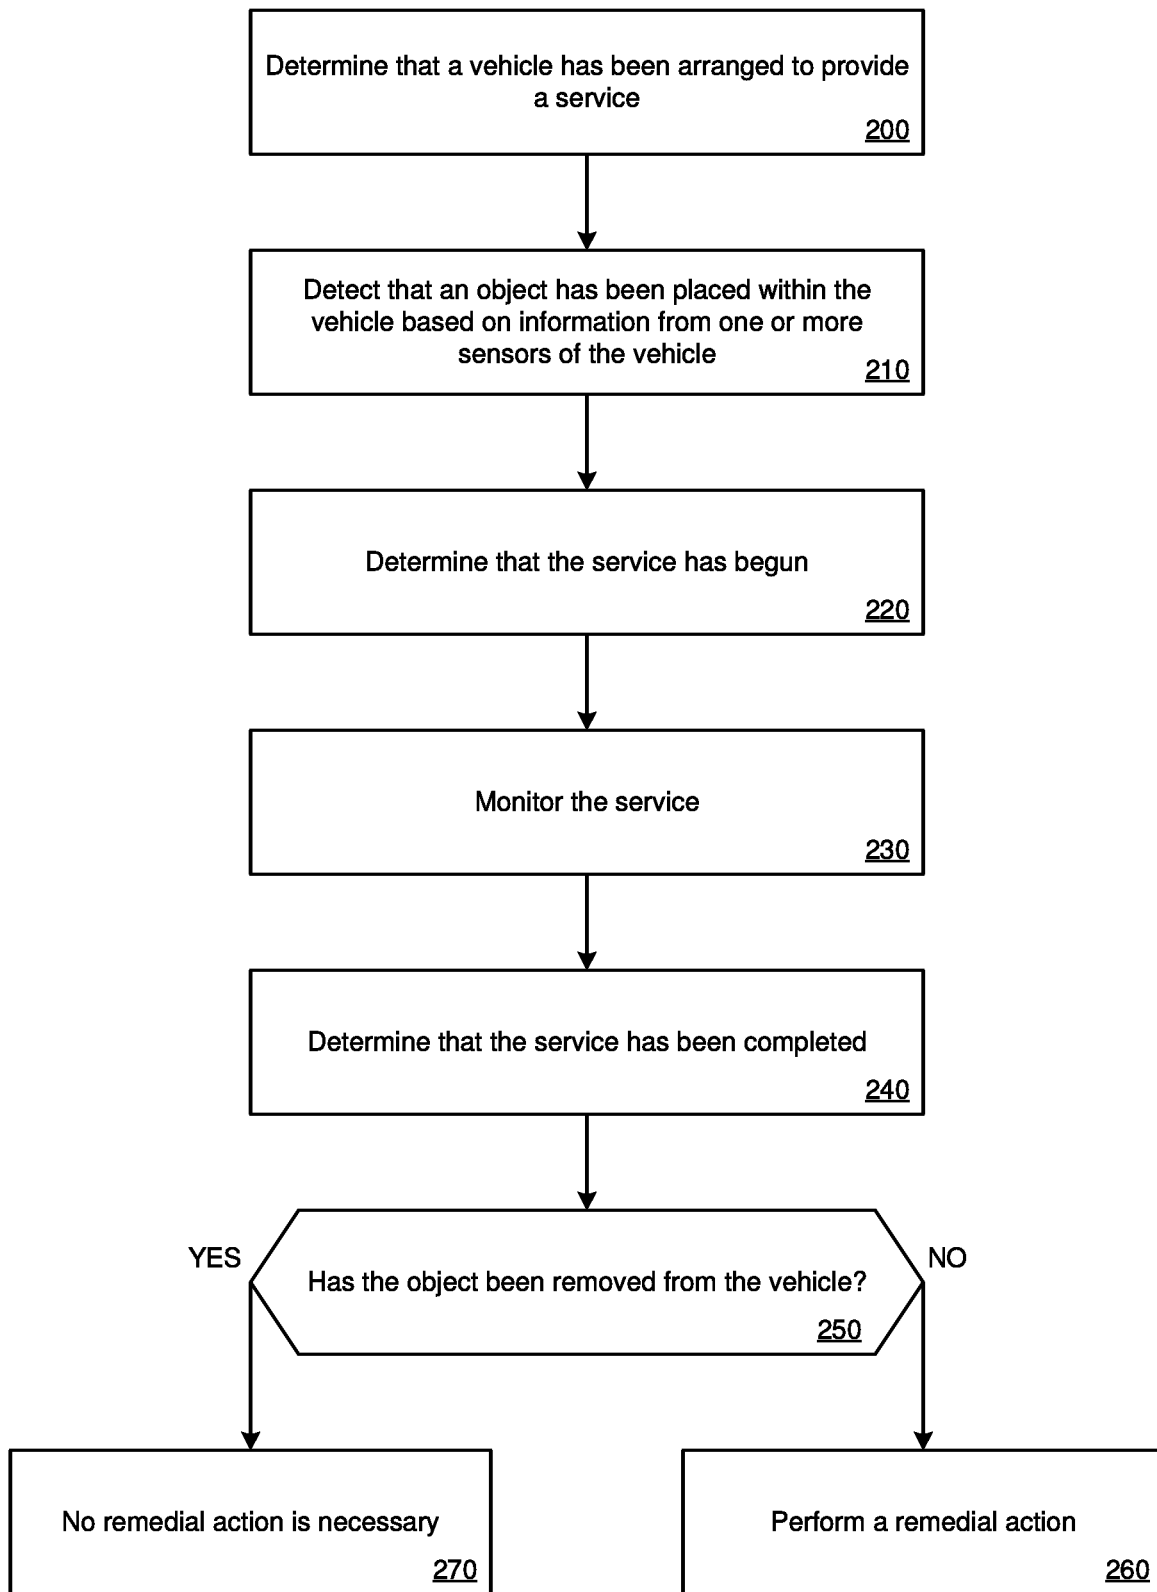 Determine that a vehicle has been arranged to provide
a service
200
Detect that an object has been placed within the
vehicle based on information from one or more
sensors of the vehicle
210
Determine that the service has begun
220
Monitor the service
230
Determine that the service has been completed
240
YES
NO
Has the object been removed from the vehicle?
250
No remedial action is necessary
270
Perform a remedial action
260